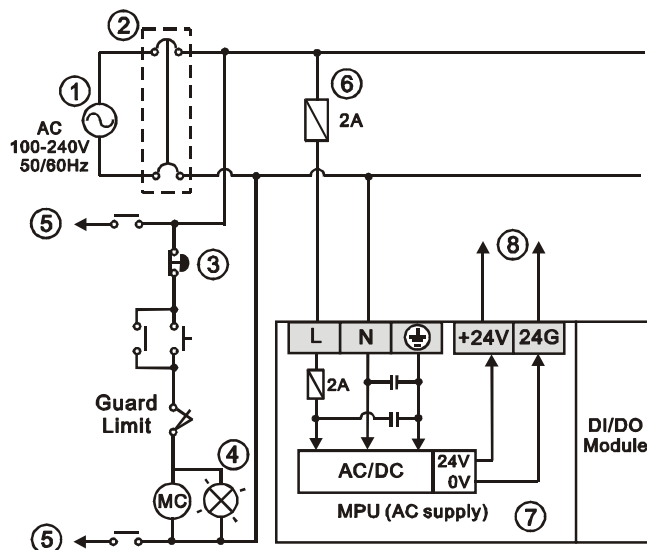 2
1
6
AC
100-240V
50/60Hz
2A
5
3
8
L N +24V 24G
2A
Guard
Limit
DI/DO
Module
4
24V
AC/DC
0V
MC
MPU (AC supply)
7
5